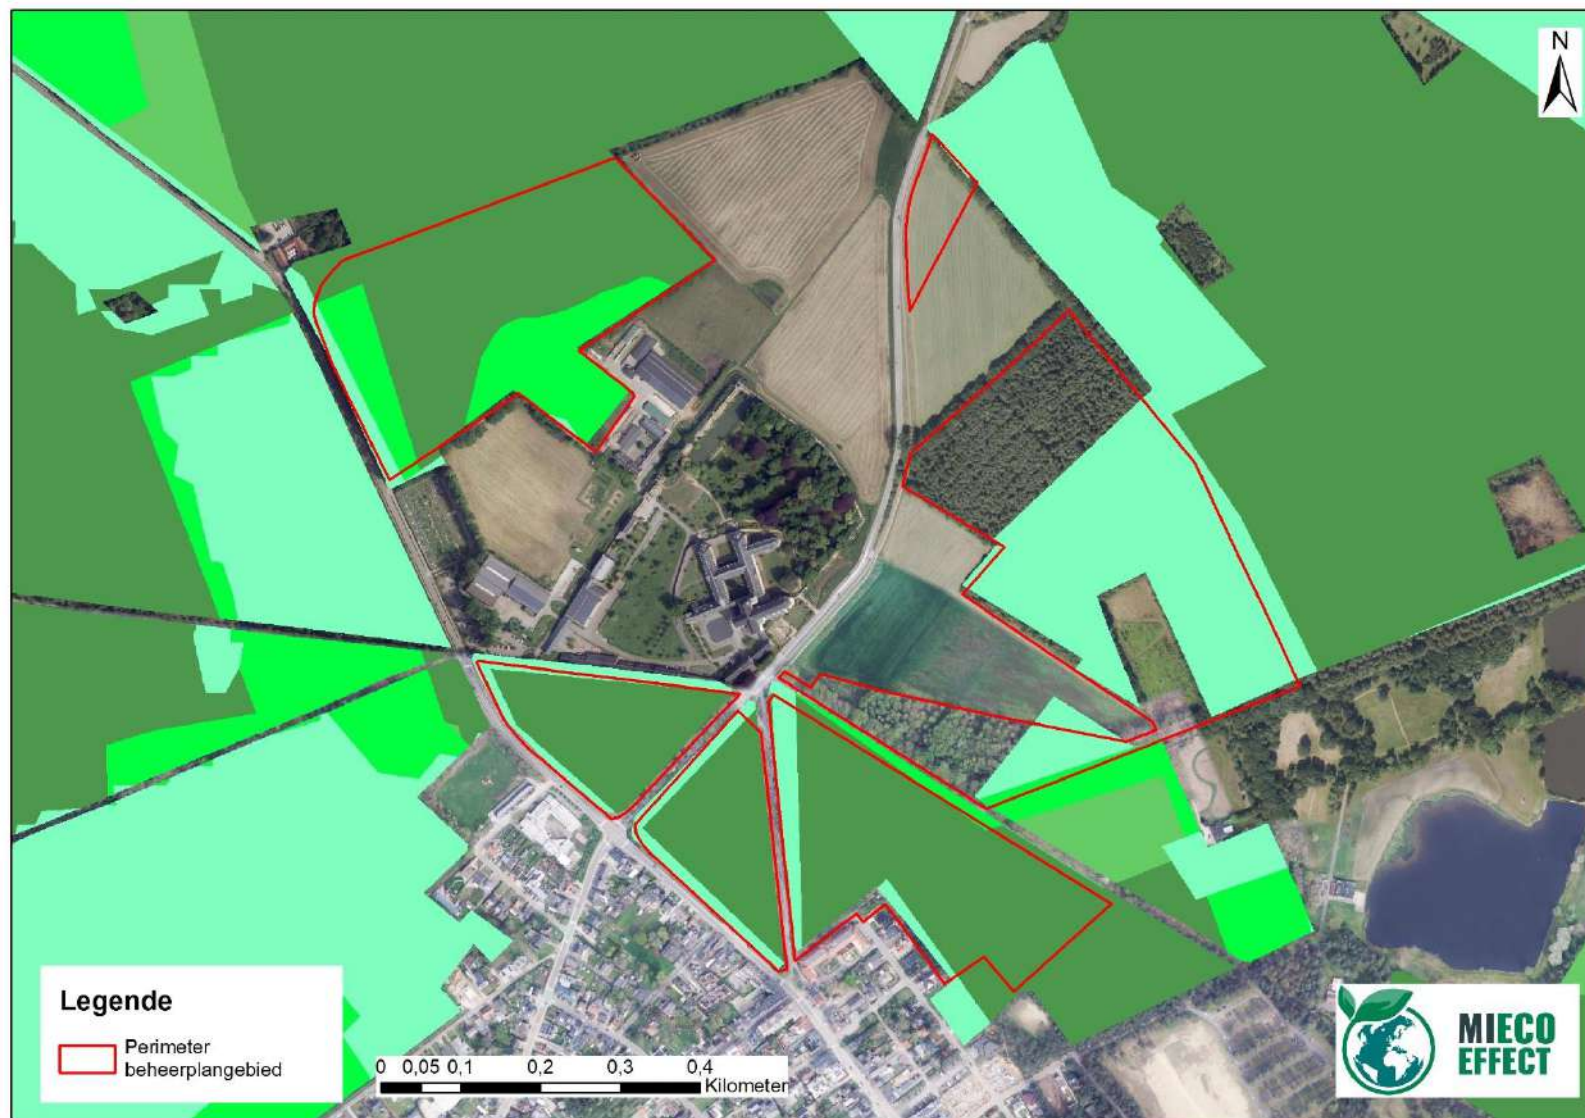 N
Legende
Perimeter
beheerplangebied
0 0,05 0,1 0,2 0,3 0,4
Kilometer
MIECO
EFFECT